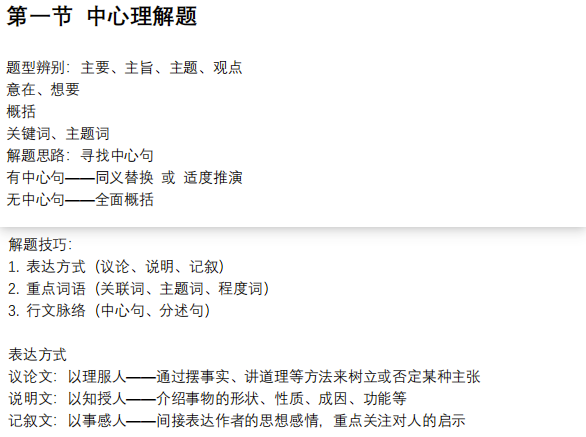 第一节 中心理解题
题型辨别：主要、主旨、主题、观点
意在、想要
概括
关键词、主题词
解题思路：寻找中心句
有中心句——同义替换 或 适度推演
无中心句——全面概括
解题技巧：
1. 表达方式（议论、说明、记叙）
2. 重点词语（关联词、主题词、程度词）
3. 行文脉络（中心句、分述句）
表达方式
议论文：以理服人——通过摆事实、讲道理等方法来树立或否定某种主张
说明文：以知授人——介绍事物的形状、性质、成因、功能等
记叙文：以事感人——间接表达作者的思想感情，重点关注对人的启示